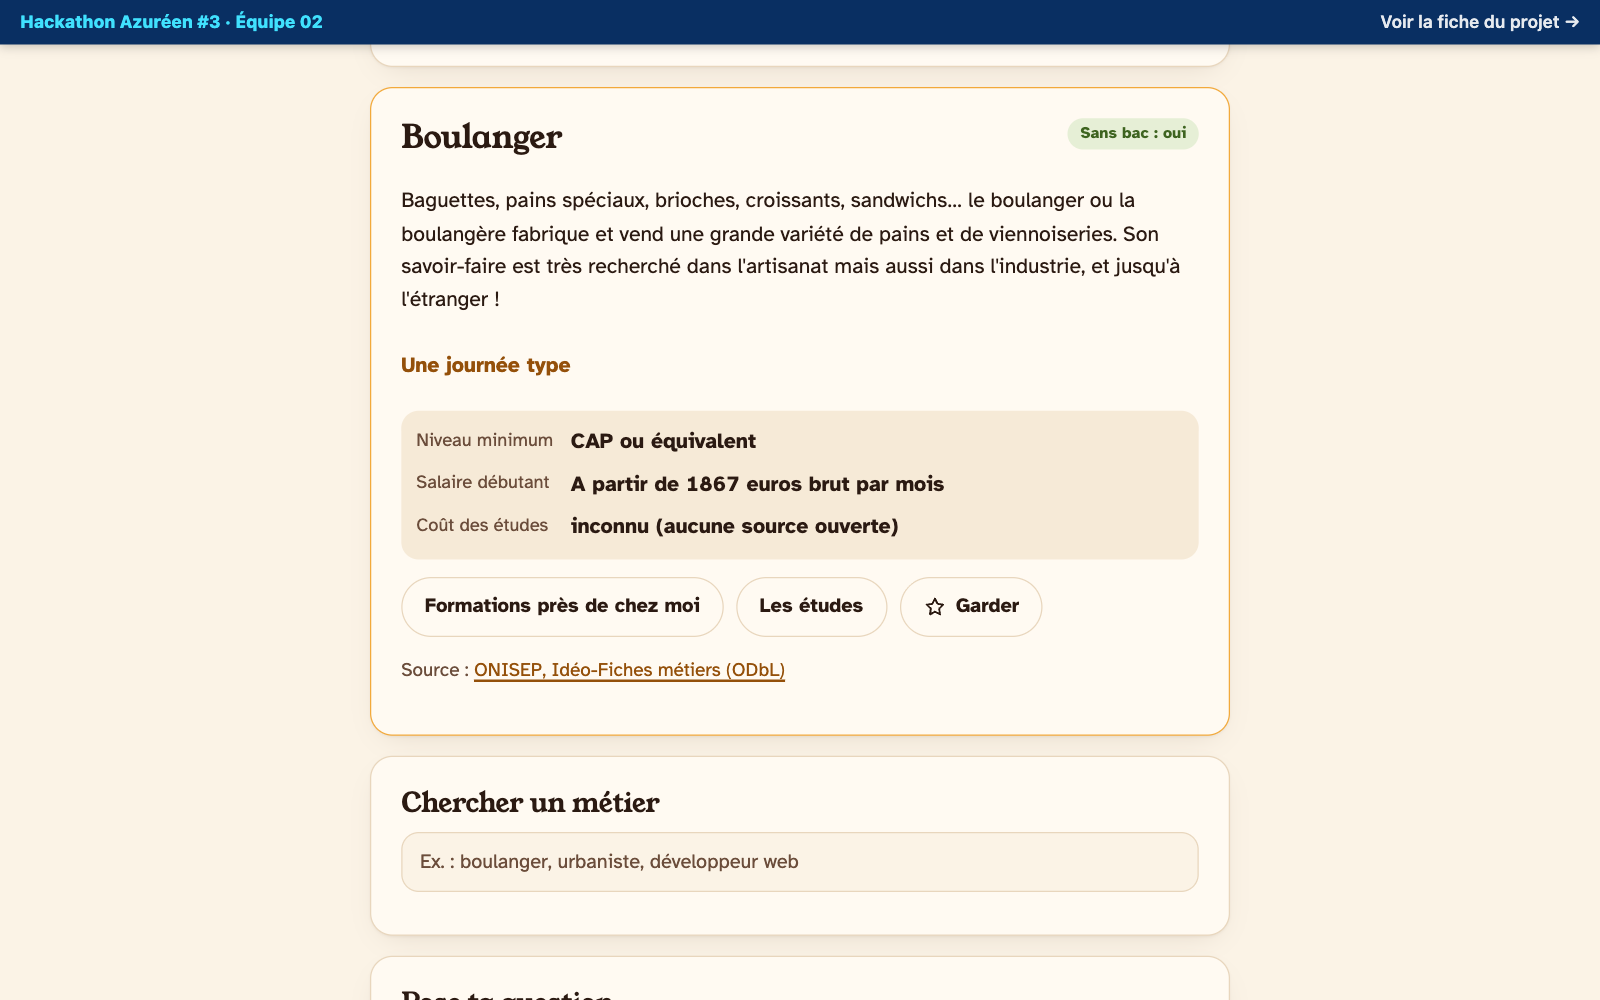 Hackathon Azuréen #3 · Équipe 02
Voir la fiche du projet →
Boulanger
Sans bac : oui
Baguettes, pains spéciaux, brioches, croissants, sandwichs... le boulanger ou la
boulangère fabrique et vend une grande variété de pains et de viennoiseries. Son
savoir-faire est très recherché dans l'artisanat mais aussi dans l'industrie, et jusqu'à
l'étranger !
Une journée type
Niveau minimum CAP ou équivalent
Salaire débutant A partir de 1867 euros brut par mois
Coût des études inconnu (aucune source ouverte)
Formations près de chez moi
Les études
Garder
Source : ONISEP, Idéo-Fiches métiers (ODbL)
Chercher un métier
Ex. : boulanger, urbaniste, développeur web
Pose ta question